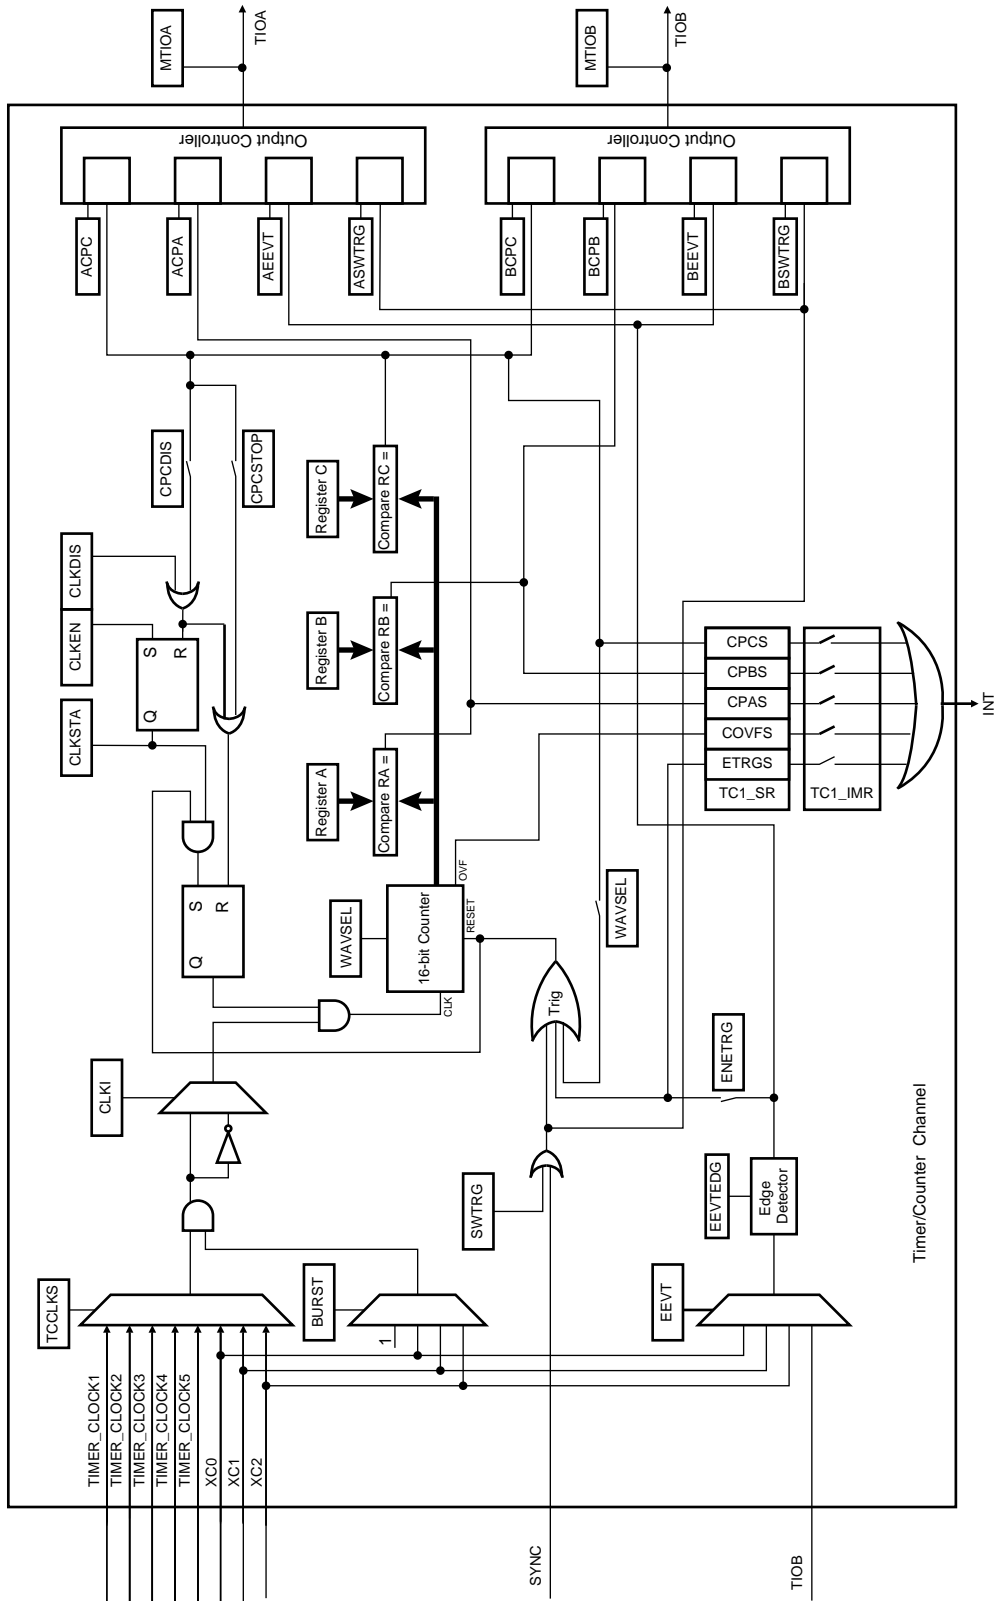 TCCLKS
TIMER_CLOCK1
TIMER_CLOCK2
TIMER_CLOCK3
TIMER_CLOCK4
TIMER_CLOCK5
XC0
XC1
XC2
CLKI
CLKSTA
CLKEN
CLKDIS
Q
S
R
Q
S
R
CPCDIS
CPCSTOP
ACPC
ACPA
AEEVT
ASWTRG
Output Controller
MTIOA
TIOA
BURST
1
WAVSEL
16-bit Counter
CLK
RESET
OVF
Register A
Register B
Register C
Compare RA =
Compare RB =
Compare RC =
SYNC
SWTRG
Trig
WAVSEL
BCPC
BCPB
BEEVT
BSWTRG
Output Controller
MTIOB
TIOB
TIOB
EEVT
EEVTEDG
Edge
Detector
ENETRG
CPCS
CPBS
CPAS
COVFS
ETRGS
TC1_SR
TC1_IMR
INT
Timer/Counter Channel